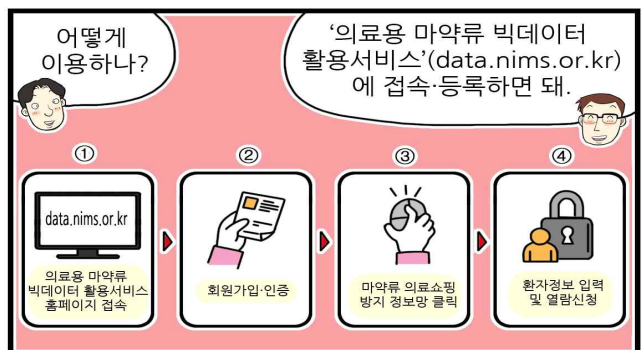 어떻게
이용하나?
‘의료용 마약류 빅데이터
활용서비스’(data.nims.or.kr)
에 접속·등록하면 돼.
①
②
③
④
data.nims.or.kr
의료용 마약류
빅데이터 활용서비스
홈페이지 접속
회원가입·인증
마약류 의료쇼핑
방지 정보망 클릭
환자정보 입력
및 열람신청